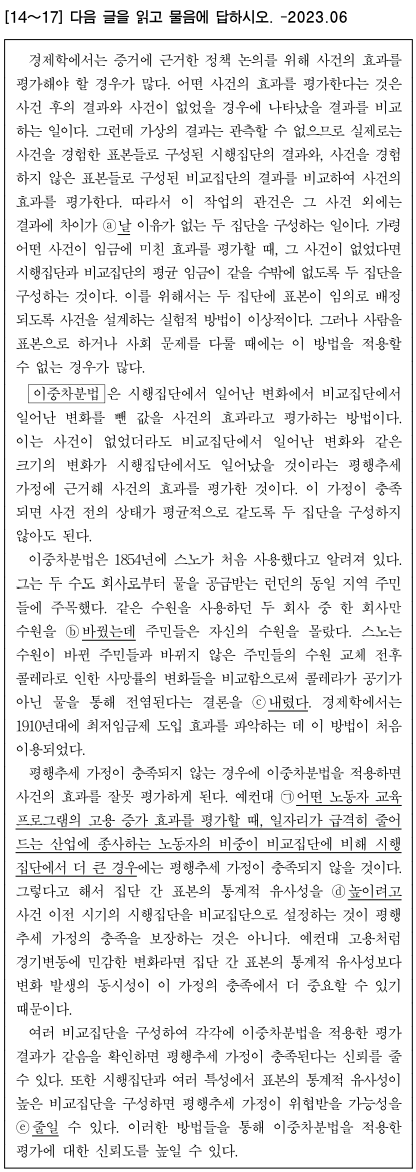 [14～17] 다음 글을 읽고 물음에 답하시오. -2023.06
경제학에서는 증거에 근거한 정책 논의를 위해 사건의 효과를
평가해야 할 경우가 많다. 어떤 사건의 효과를 평가한다는 것은
사건 후의 결과와 사건이 없었을 경우에 나타났을 결과를 비교
하는 일이다. 그런데 가상의 결과는 관측할 수 없으므로 실제로는
사건을 경험한 표본들로 구성된 시행집단의 결과와, 사건을 경험
하지 않은 표본들로 구성된 비교집단의 결과를 비교하여 사건의
효과를 평가한다. 따라서 이 작업의 관건은 그 사건 외에는
결과에 차이가 ⓐ날 이유가 없는 두 집단을 구성하는 일이다. 가령
어떤 사건이 임금에 미친 효과를 평가할 때, 그 사건이 없었다면
시행집단과 비교집단의 평균 임금이 같을 수밖에 없도록 두 집단을
구성하는 것이다. 이를 위해서는 두 집단에 표본이 임의로 배정
되도록 사건을 설계하는 실험적 방법이 이상적이다. 그러나 사람을
표본으로 하거나 사회 문제를 다룰 때에는 이 방법을 적용할
수 없는 경우가 많다.
이중차분법은 시행집단에서 일어난 변화에서 비교집단에서
일어난 변화를 뺀 값을 사건의 효과라고 평가하는 방법이다.
이는 사건이 없었더라도 비교집단에서 일어난 변화와 같은
크기의 변화가 시행집단에서도 일어났을 것이라는 평행추세
가정에 근거해 사건의 효과를 평가한 것이다. 이 가정이 충족
되면 사건 전의 상태가 평균적으로 같도록 두 집단을 구성하지
않아도 된다.
이중차분법은 1854년에 스노가 처음 사용했다고 알려져 있다.
그는 두 수도 회사로부터 물을 공급받는 런던의 동일 지역 주민
들에 주목했다. 같은 수원을 사용하던 두 회사 중 한 회사만
수원을 ⓑ바꿨는데 주민들은 자신의 수원을 몰랐다. 스노는
수원이 바뀐 주민들과 바뀌지 않은 주민들의 수원 교체 전후
콜레라로 인한 사망률의 변화들을 비교함으로써 콜레라가 공기가
아닌 물을 통해 전염된다는 결론을 ⓒ내렸다. 경제학에서는
1910년대에 최저임금제 도입 효과를 파악하는 데 이 방법이 처음
이용되었다.
평행추세 가정이 충족되지 않는 경우에 이중차분법을 적용하면
사건의 효과를 잘못 평가하게 된다. 예컨대 ㉠어떤 노동자 교육
프로그램의 고용 증가 효과를 평가할 때, 일자리가 급격히 줄어
드는 산업에 종사하는 노동자의 비중이 비교집단에 비해 시행
집단에서 더 큰 경우에는 평행추세 가정이 충족되지 않을 것이다.
그렇다고 해서 집단 간 표본의 통계적 유사성을 ⓓ높이려고
사건 이전 시기의 시행집단을 비교집단으로 설정하는 것이 평행
추세 가정의 충족을 보장하는 것은 아니다. 예컨대 고용처럼
경기변동에 민감한 변화라면 집단 간 표본의 통계적 유사성보다
변화 발생의 동시성이 이 가정의 충족에서 더 중요할 수 있기
때문이다.
여러 비교집단을 구성하여 각각에 이중차분법을 적용한 평가
결과가 같음을 확인하면 평행추세 가정이 충족된다는 신뢰를 줄
수 있다. 또한 시행집단과 여러 특성에서 표본의 통계적 유사성이
높은 비교집단을 구성하면 평행추세 가정이 위협받을 가능성을
ⓔ줄일 수 있다. 이러한 방법들을 통해 이중차분법을 적용한
평가에 대한 신뢰도를 높일 수 있다.